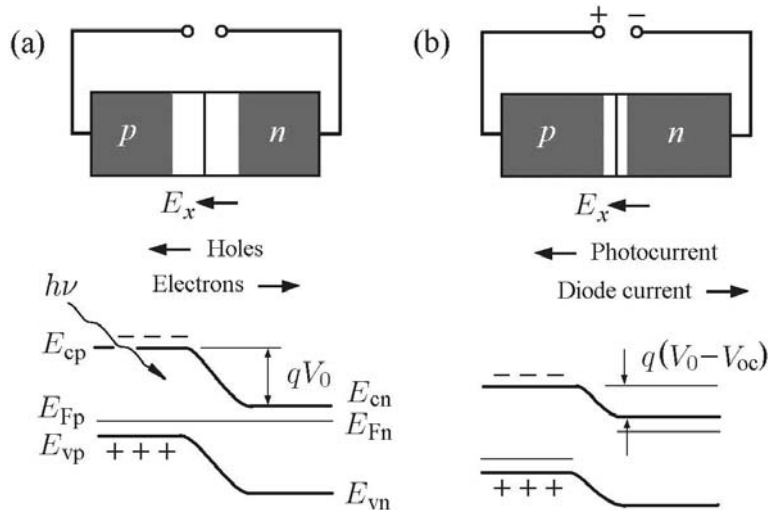 (a)
p n
E_x
Holes
Electrons
hν
E_cp
qV_0
E_cn
E_Fp
E_Fn
E_vp
+ + +
E_vn
(b)
+ −
p n
E_x
Photocurrent
Diode current
q(V_0−V_oc)
− − −
+ + +